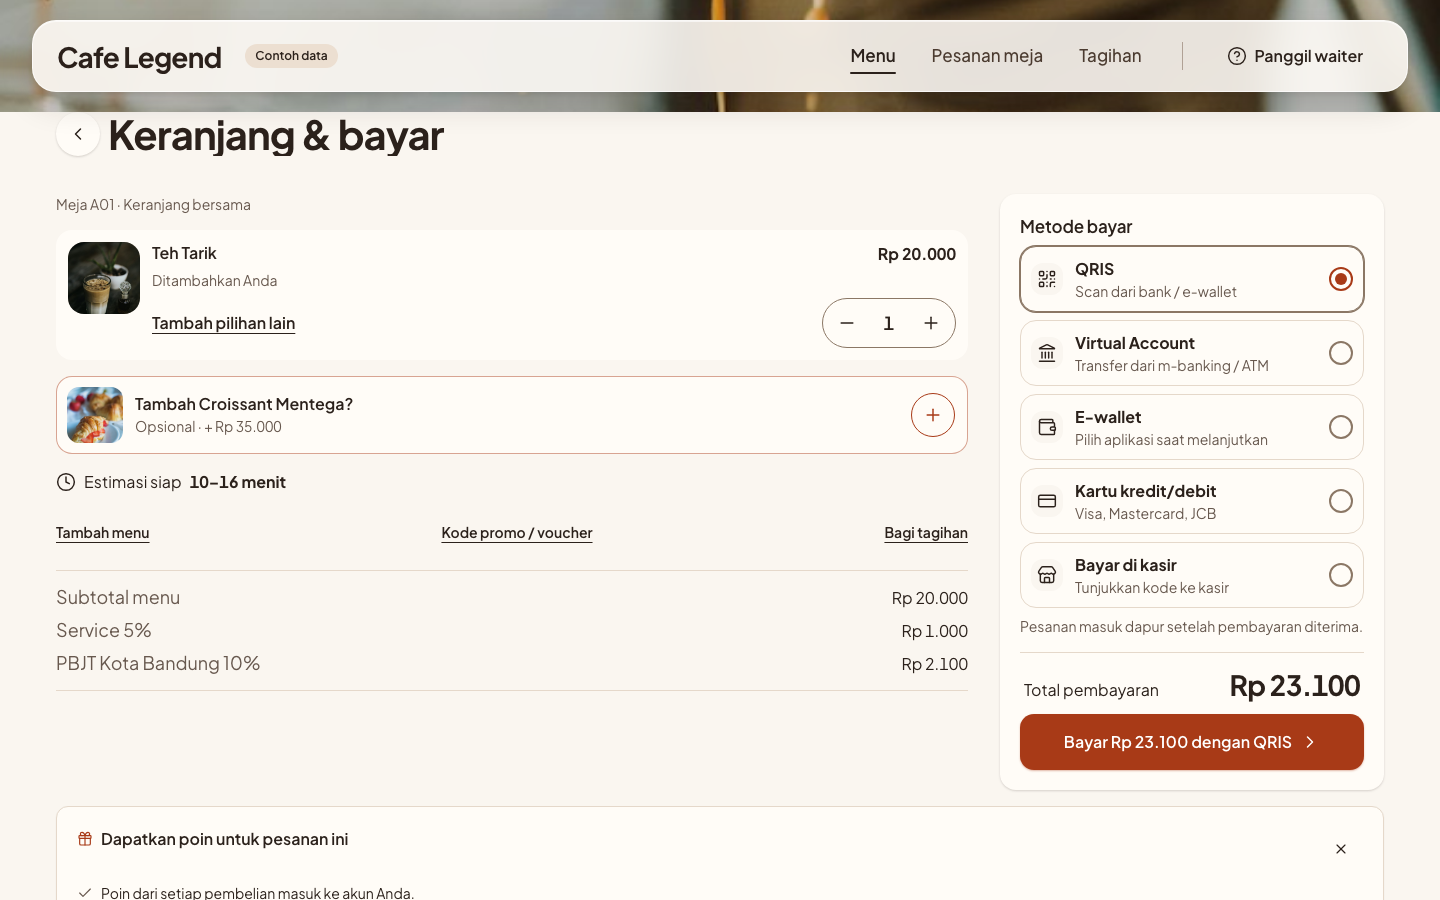 Cafe Legend
Contoh data
Menu
Pesanan meja
Tagihan
Panggil waiter
Keranjang & bayar
Meja A01 · Keranjang bersama
Teh Tarik
Rp 20.000
Ditambahkan Anda
Tambah pilihan lain
1
Tambah Croissant Mentega?
Opsional · + Rp 35.000
Estimasi siap 10–16 menit
Tambah menu
Kode promo / voucher
Bagi tagihan
Subtotal menu
Rp 20.000
Service 5%
Rp 1.000
PBJT Kota Bandung 10%
Rp 2.100
Metode bayar
QRIS
Scan dari bank / e-wallet
Virtual Account
Transfer dari m-banking / ATM
E-wallet
Pilih aplikasi saat melanjutkan
Kartu kredit/debit
Visa, Mastercard, JCB
Bayar di kasir
Tunjukkan kode ke kasir
Pesanan masuk dapur setelah pembayaran diterima.
Total pembayaran
Rp 23.100
Bayar Rp 23.100 dengan QRIS
Dapatkan poin untuk pesanan ini
Poin dari setiap pembelian masuk ke akun Anda.